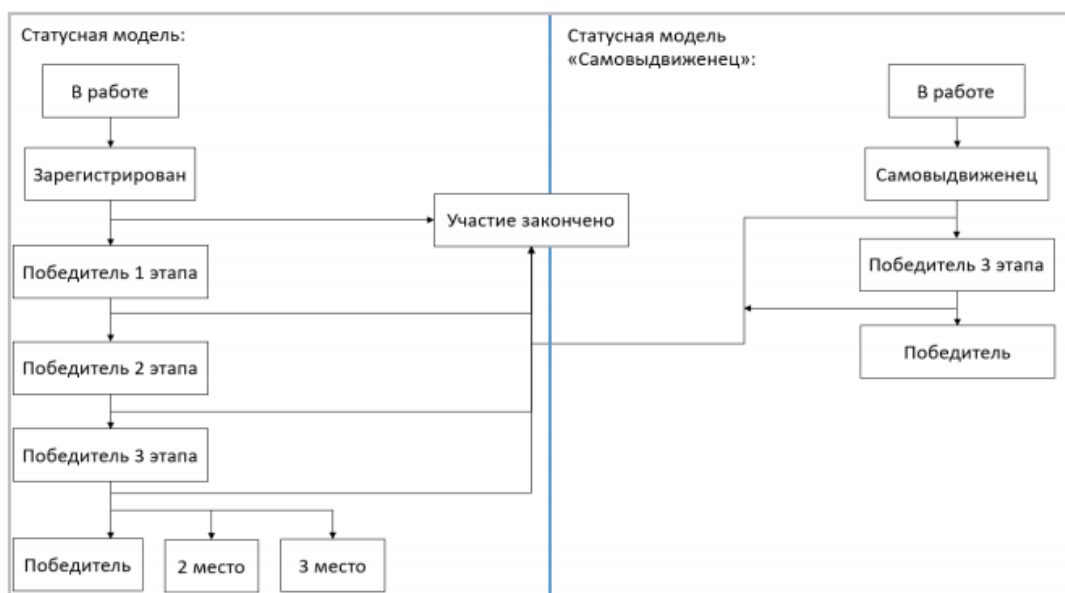 Статусная модель:
В работе
Зарегистрирован
Участие закончено
Победитель 1 этапа
Победитель 2 этапа
Победитель 3 этапа
Победитель
2 место
3 место
Статусная модель
«Самовыдвиженец»:
В работе
Самовыдвиженец
Победитель 3 этапа
Победитель